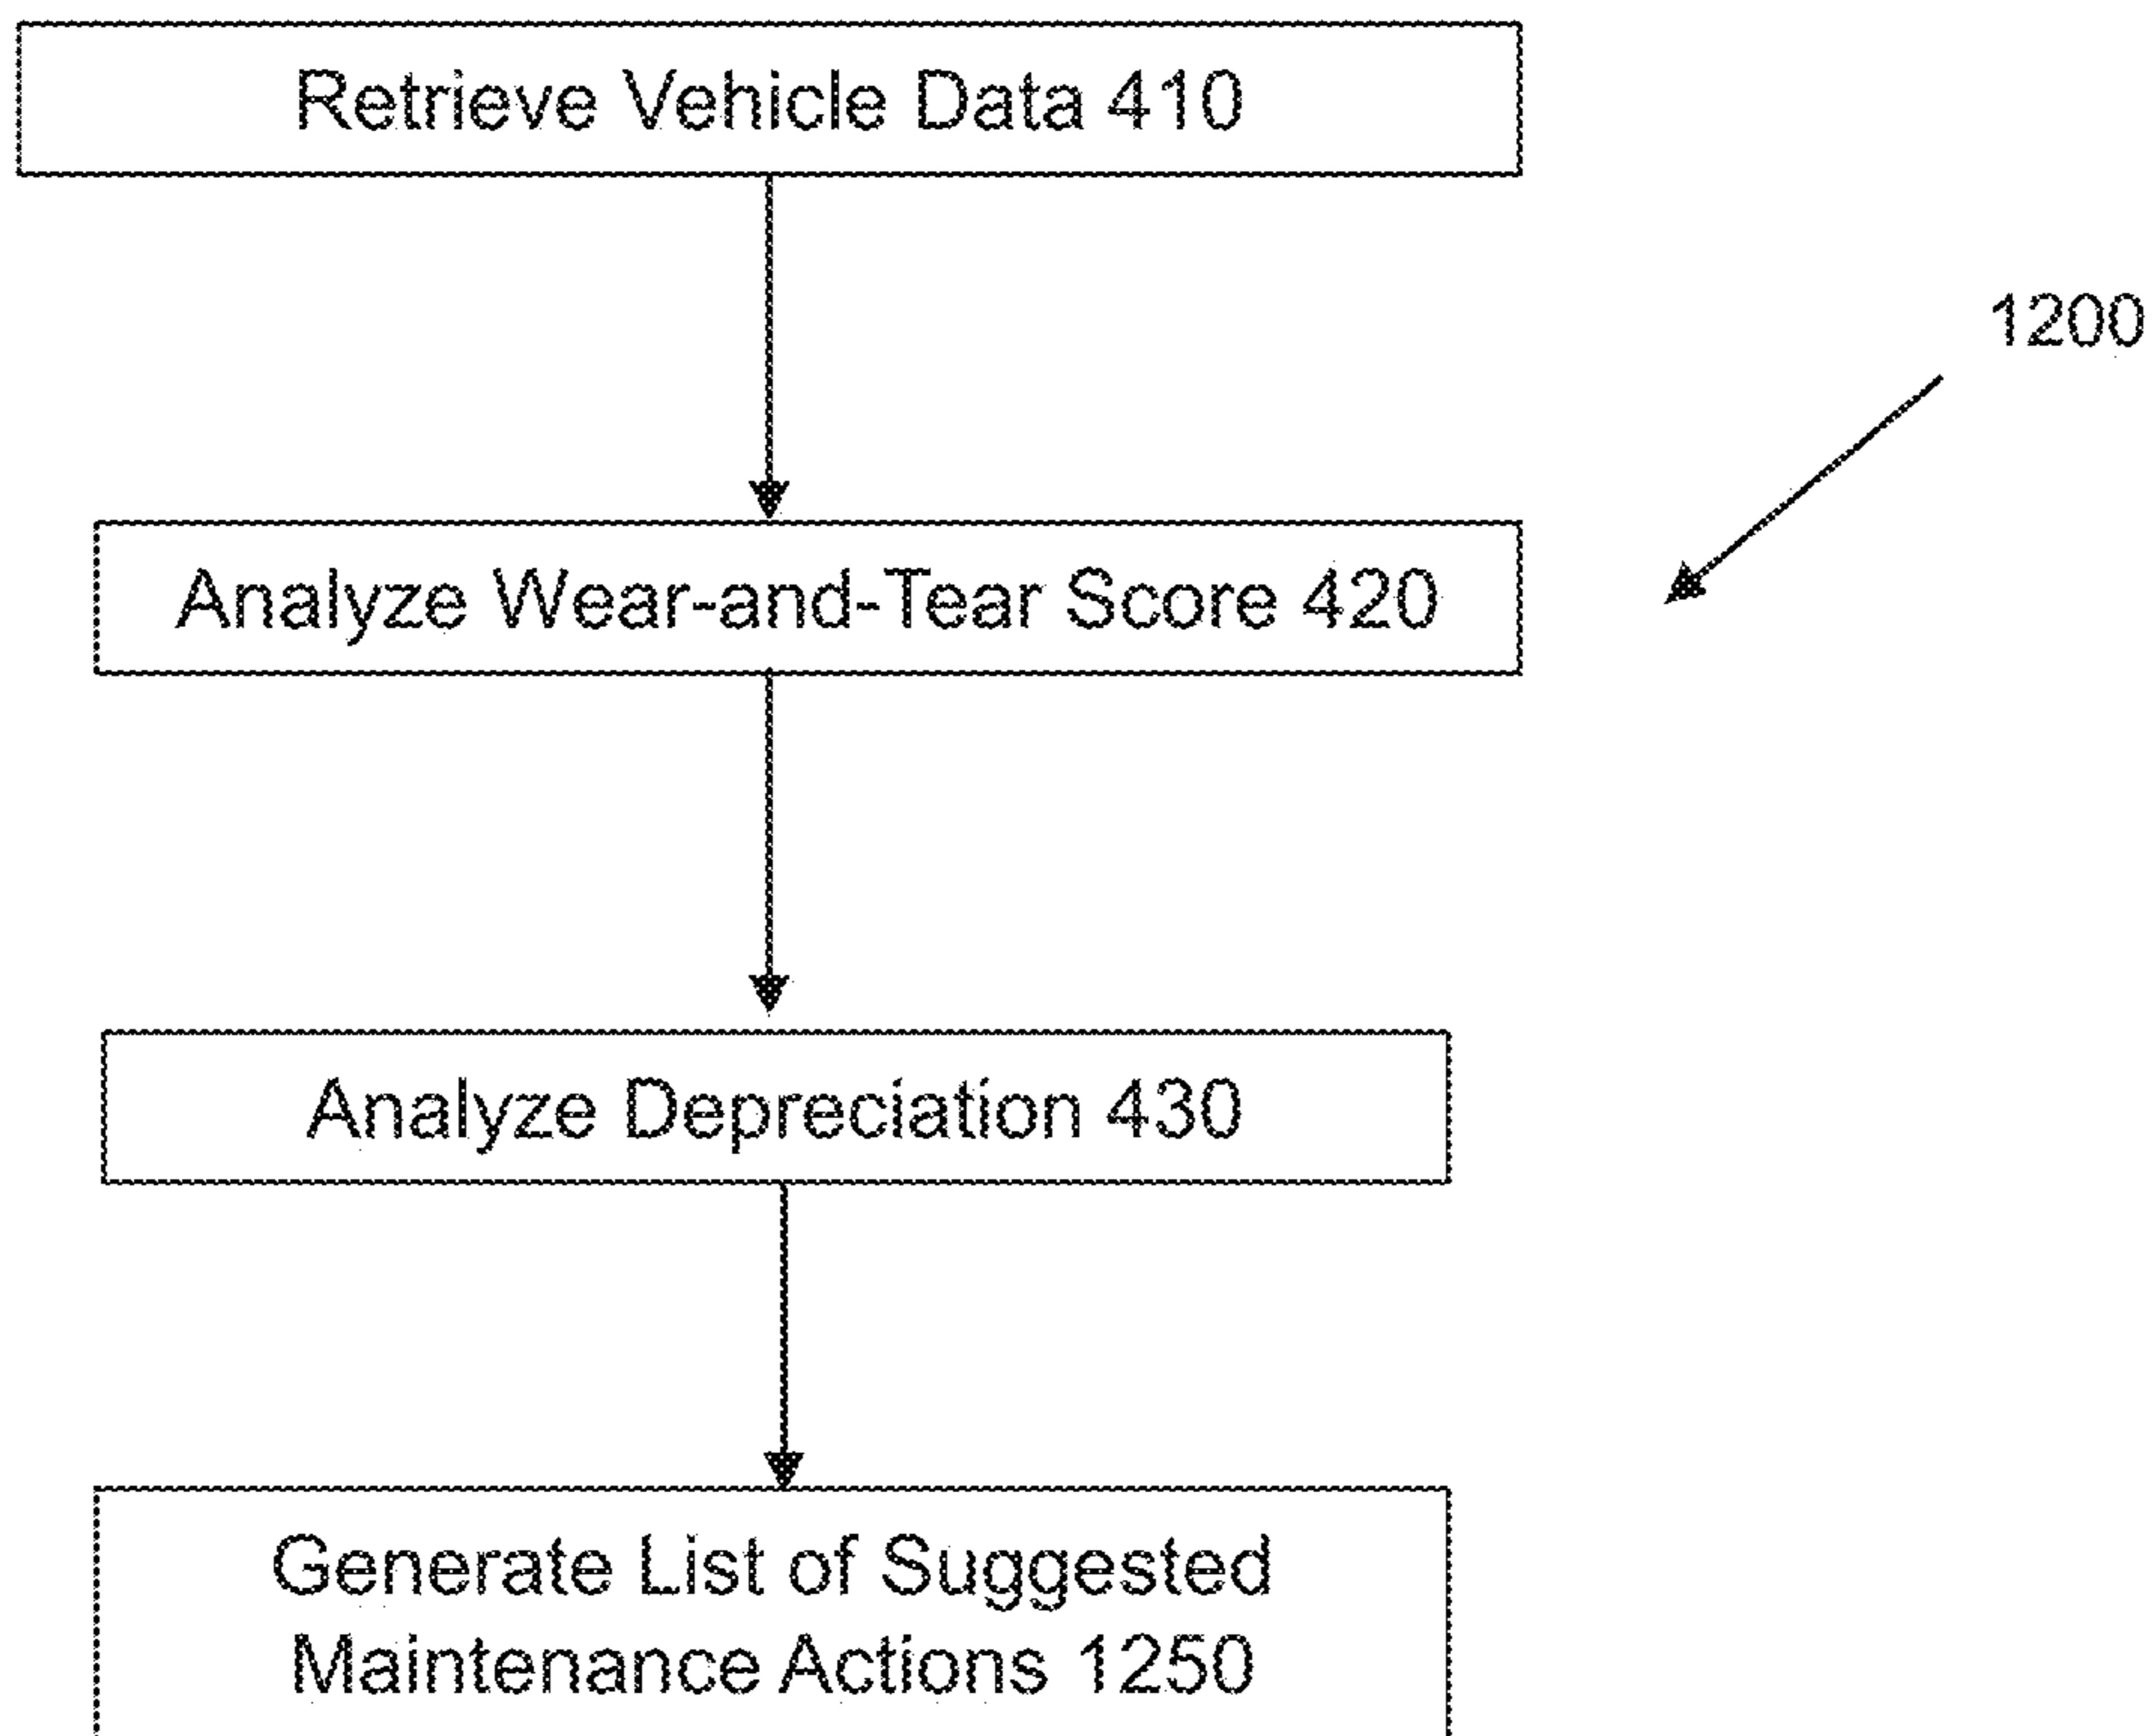 Retrieve Vehicle Data 410
1200
Analyze Wear-and-Tear Score 420
Analyze Depreciation 430
Generate List of Suggested
Maintenance Actions 1250